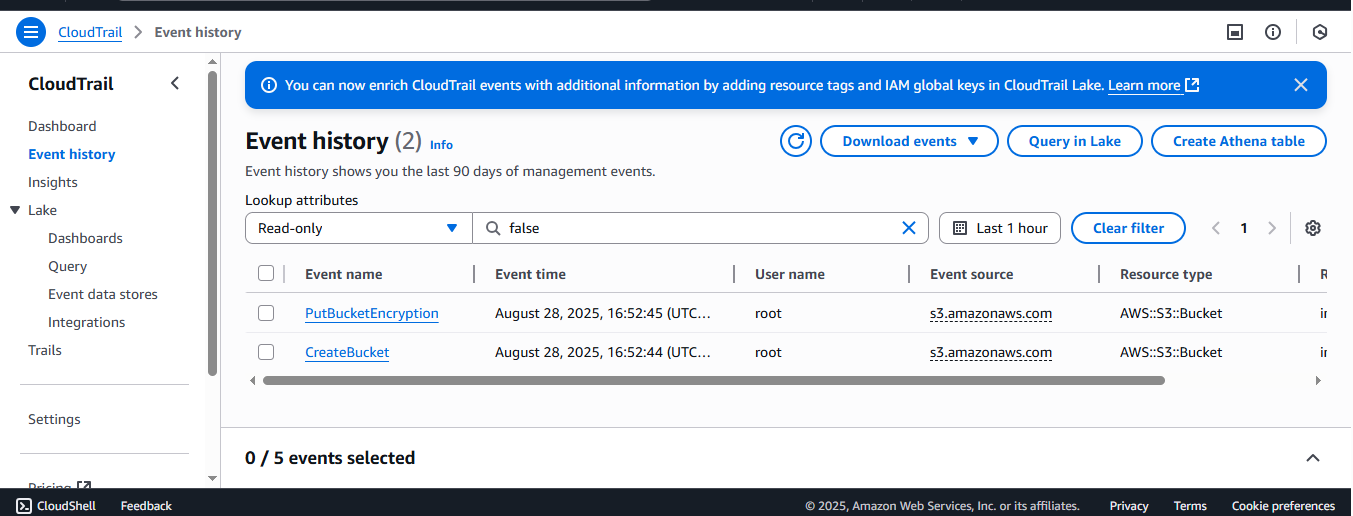 CloudTrail > Event history
CloudTrail
Dashboard
Event history
Insights
Lake
Dashboards
Query
Event data stores
Integrations
Trails
Settings
Pricing
You can now enrich CloudTrail events with additional information by adding resource tags and IAM global keys in CloudTrail Lake. Learn more
Event history (2) Info
Download events
Query in Lake
Create Athena table
Event history shows you the last 90 days of management events.
Lookup attributes
Read-only
false
Last 1 hour
Clear filter
1
Event name Event time User name Event source Resource type R
PutBucketEncryption August 28, 2025, 16:52:45 (UTC... root s3.amazonaws.com AWS::S3::Bucket
CreateBucket August 28, 2025, 16:52:44 (UTC... root s3.amazonaws.com AWS::S3::Bucket
0 / 5 events selected
CloudShell Feedback © 2025, Amazon Web Services, Inc. or its affiliates. Privacy Terms Cookie preferences